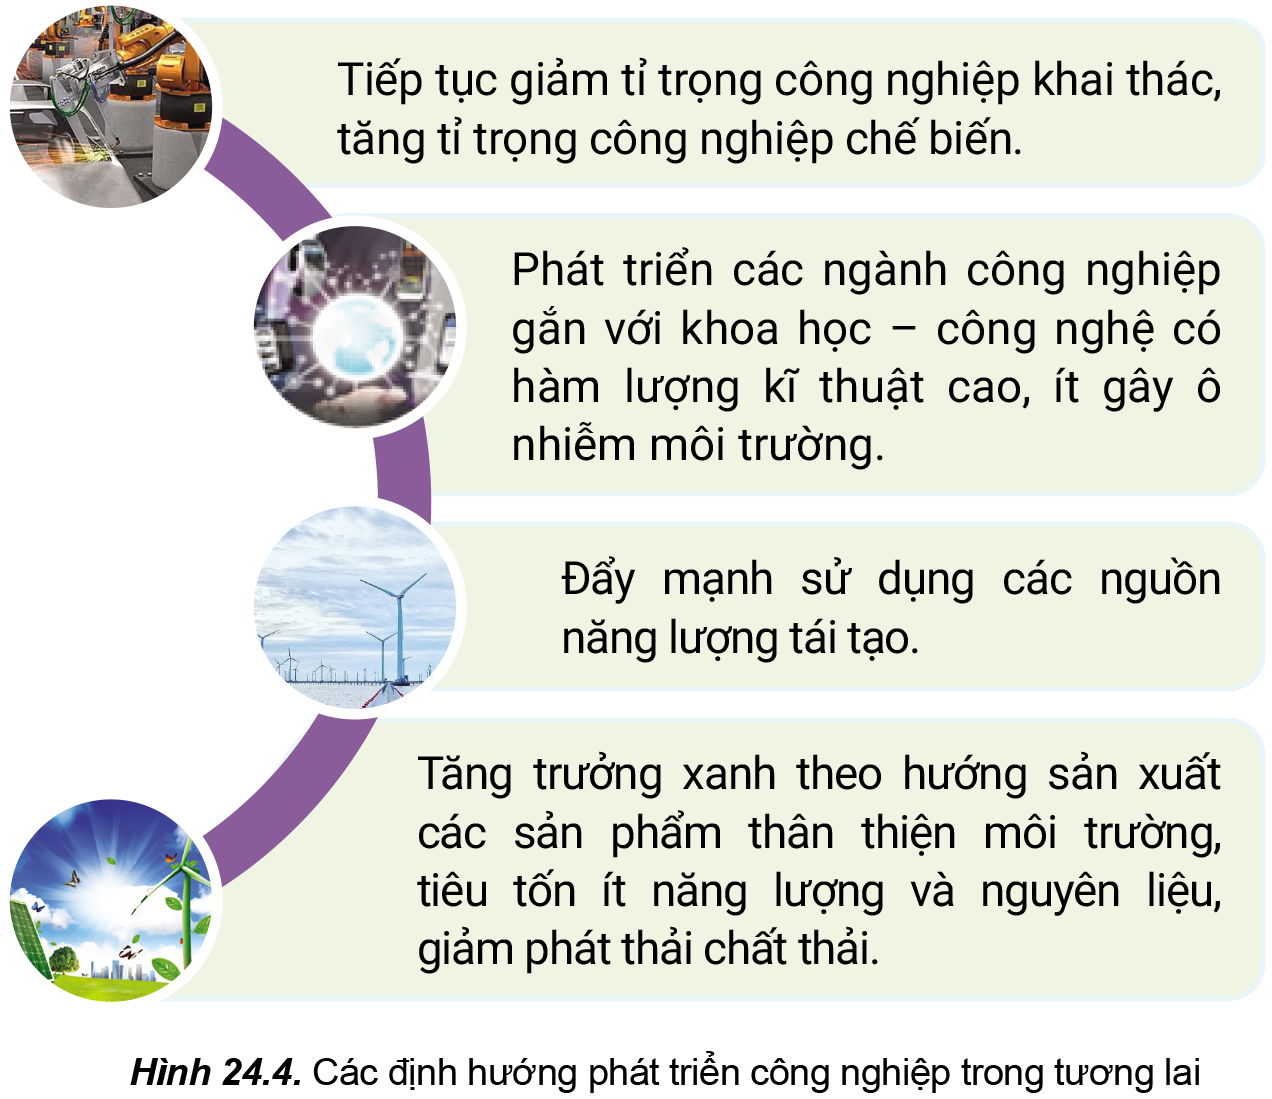 Tiếp tục giảm tỉ trọng công nghiệp khai thác,
tăng tỉ trọng công nghiệp chế biến.
Phát triển các ngành công nghiệp
gắn với khoa học – công nghệ có
hàm lượng kĩ thuật cao, ít gây ô
nhiễm môi trường.
Đẩy mạnh sử dụng các nguồn
năng lượng tái tạo.
Tăng trưởng xanh theo hướng sản xuất
các sản phẩm thân thiện môi trường,
tiêu tốn ít năng lượng và nguyên liệu,
giảm phát thải chất thải.
Hình 24.4. Các định hướng phát triển công nghiệp trong tương lai